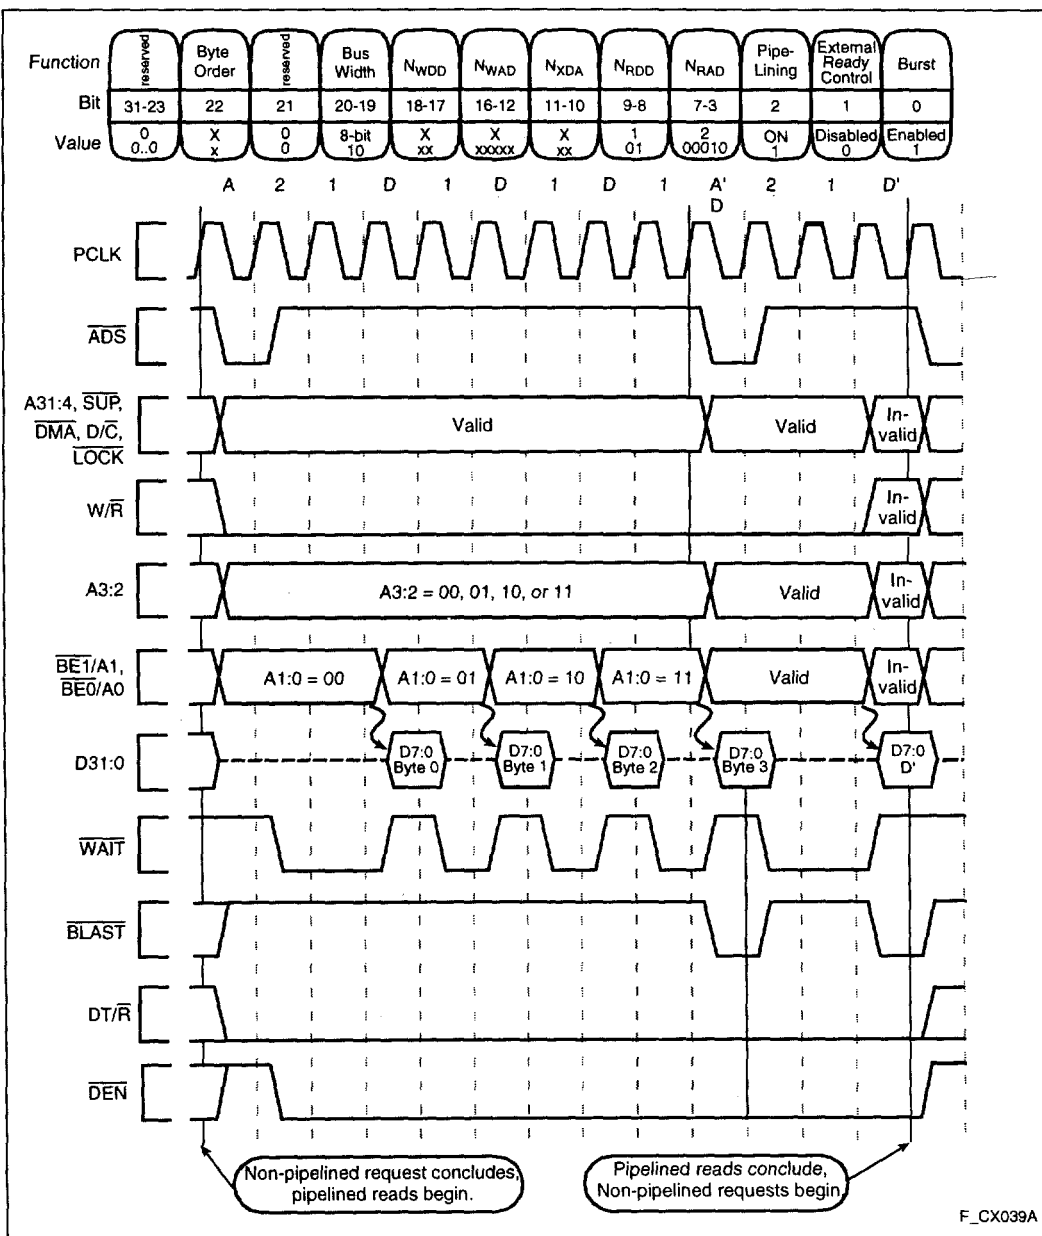 Function reserved Byte Order reserved Bus Width NWDD NWAD NXDA NRDD NRAD Pipe-Lining External Ready Control Burst
Bit 31-23 22 21 20-19 18-17 16-12 11-10 9-8 7-3 2 1 0
Value 0 X 0 8-bit X X X 1 2 ON Disabled Enabled
0..0 x 0 10 xx xxxxx xx 01 00010 1 0 1
A 2 1 D 1 D 1 D 1 A' 2 1 D'
D
PCLK
ADS
A31:4, SUP,
DMA, D/C,
LOCK
Valid Valid In-valid
W/R
In-valid
A3:2
A3:2 = 00, 01, 10, or 11 Valid In-valid
BE1/A1,
BE0/A0
A1:0 = 00 A1:0 = 01 A1:0 = 10 A1:0 = 11 Valid In-valid
D31:0
D7:0 D7:0 D7:0 D7:0 D7:0
Byte 0 Byte 1 Byte 2 Byte 3 D'
WAIT
BLAST
DT/R
DEN
Non-pipelined request concludes,
pipelined reads begin.
Pipelined reads conclude,
Non-pipelined requests begin.
F_CX039A